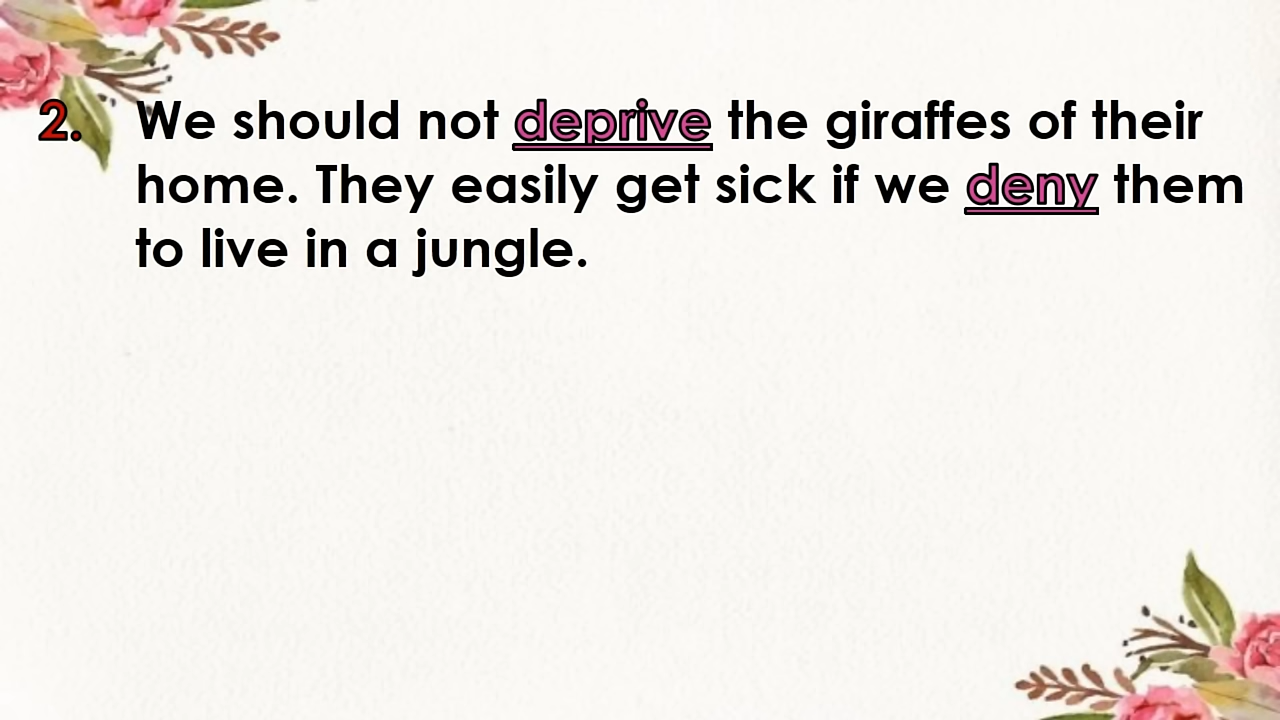 2. We should not deprive the giraffes of their
home. They easily get sick if we deny them
to live in a jungle.